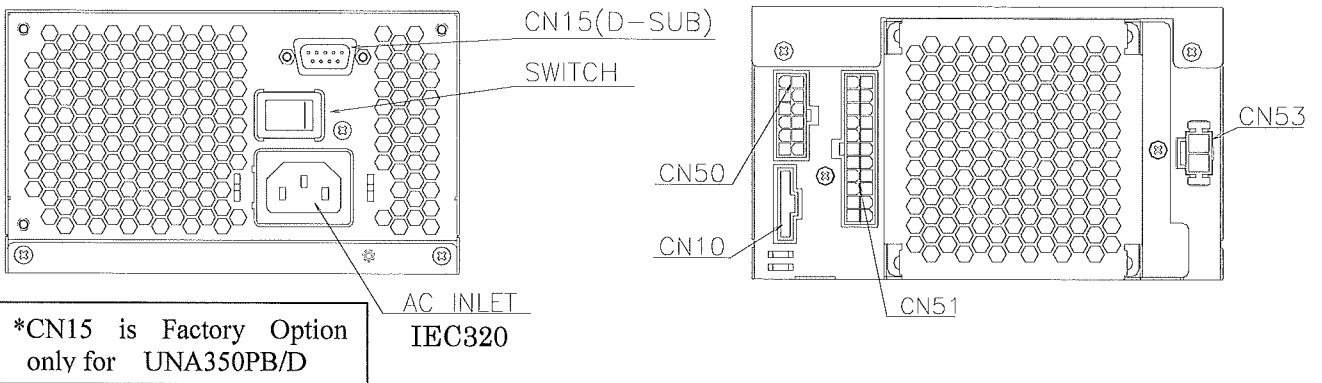 CN15(D-SUB)
SWITCH
AC INLET
IEC320
*CN15 is Factory Option
only for UNA350PB/D
CN50
CN10
CN51
CN53